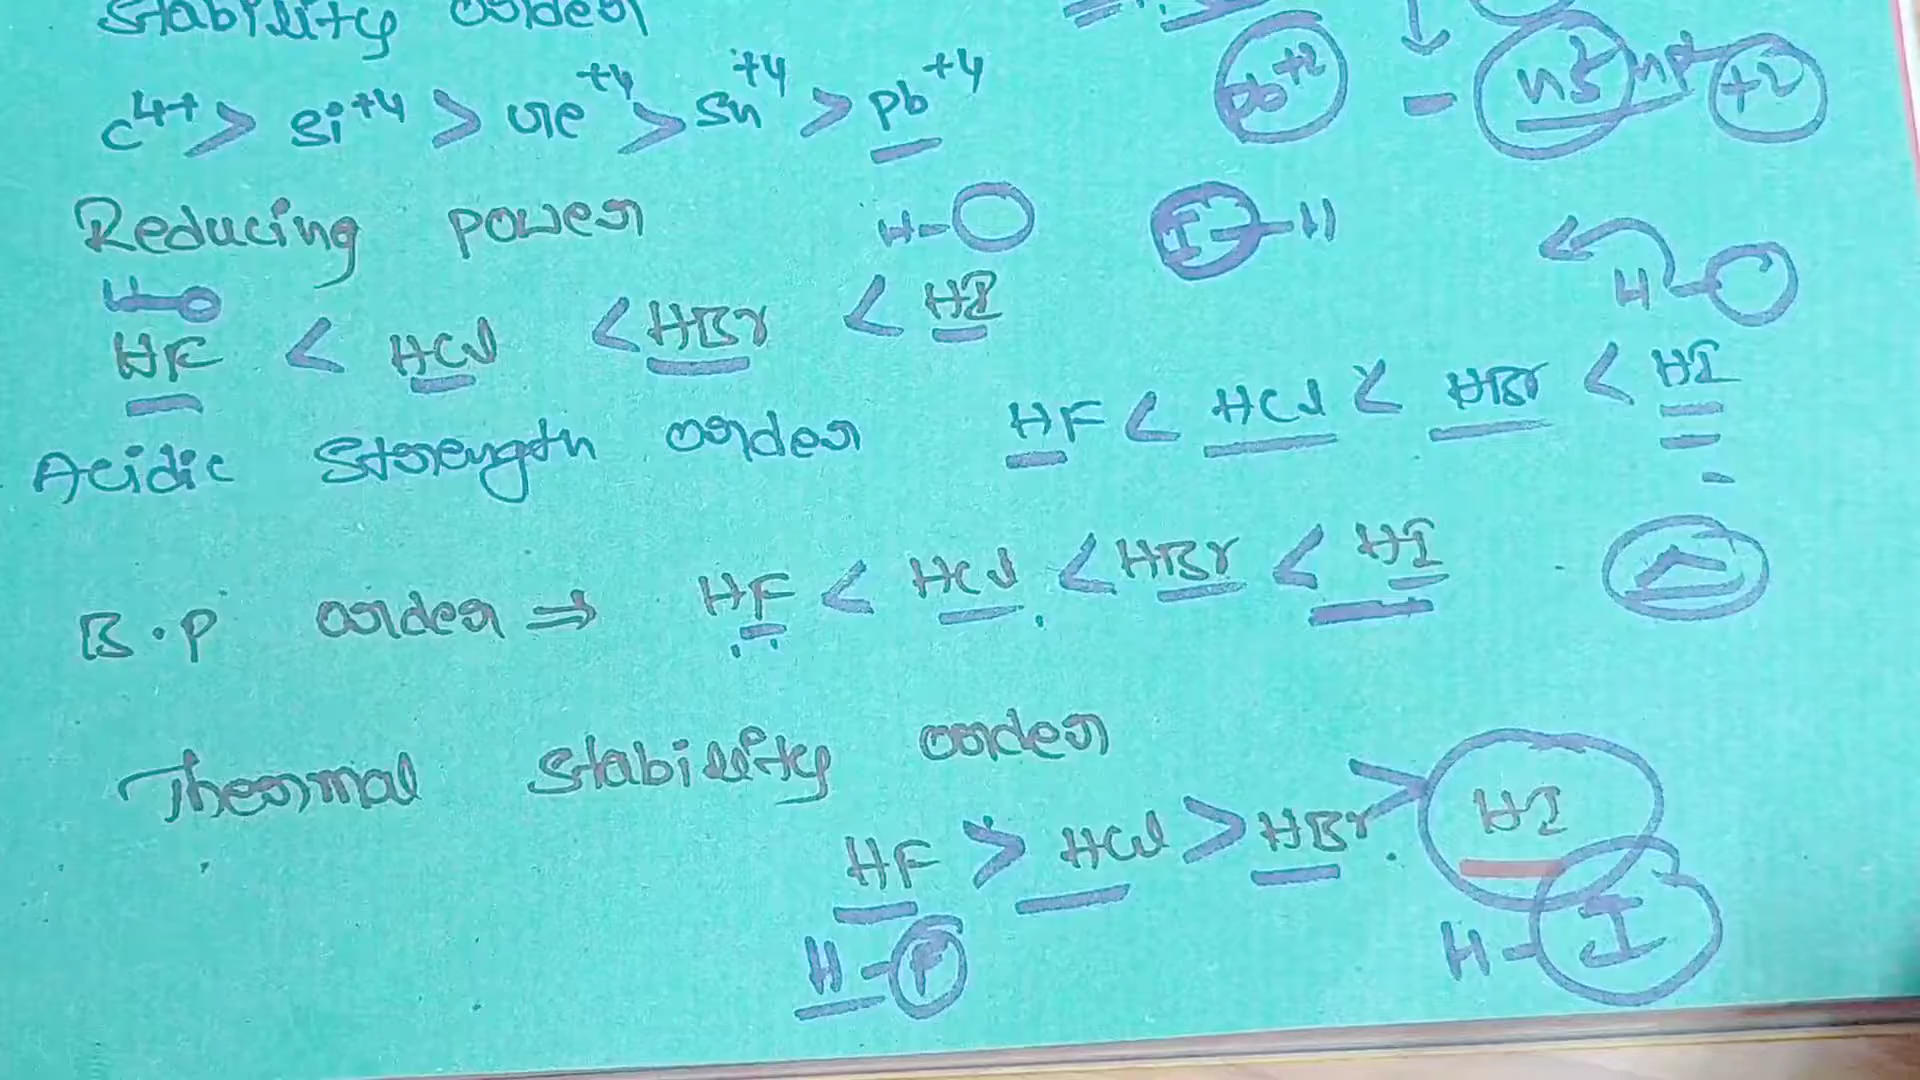 Stability order
C⁴⁺ > Si⁺⁴ > Ge⁺⁴ > Sn⁺⁴ > Pb⁺⁴
Pb⁺² - ns² np² +2
Reducing power
H- I-H
H-
HF < HCl < HBr < HI
Acidic Strength order HF < HCl < HBr < HI
B.P order ⇒ HF < HCl < HBr < HI
Thermal Stability order
HF > HCl > HBr > HI
H-F H-I